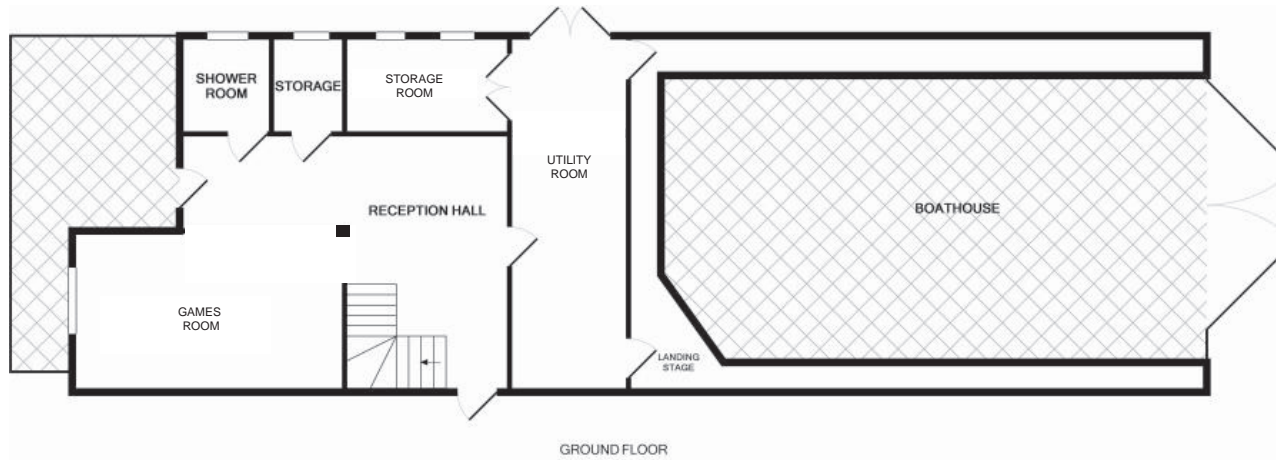 SHOWER
ROOM
STORAGE
STORAGE
ROOM
UTILITY
ROOM
RECEPTION HALL
BOATHOUSE
GAMES
ROOM
LANDING
STAGE
GROUND FLOOR